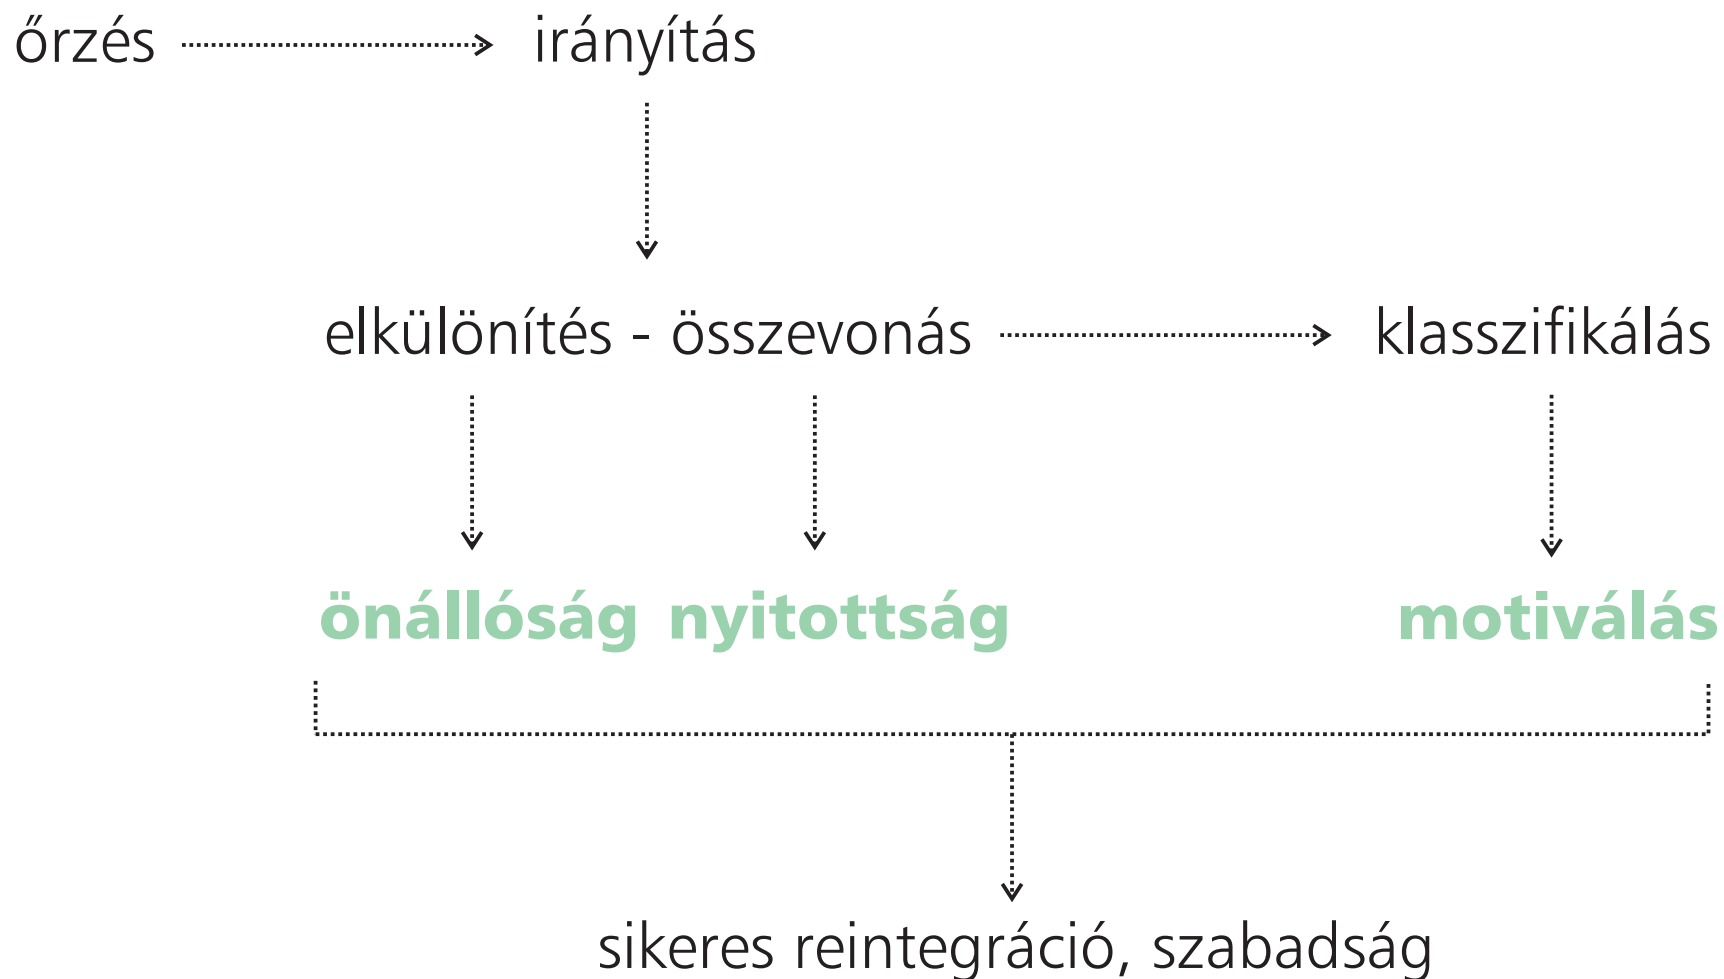 őrzés irányítás
elkülönítés - összevonás klasszifikálás
önállóság nyitottság motiválás
sikeres reintegráció, szabadság